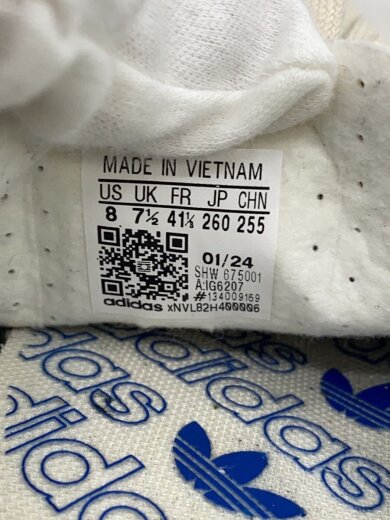 MADE IN VIETNAM
US UK FR JP CHN
8 7½ 41⅓ 260 255
01/24
SHW 675001
A:IG6207
#134009169
adidas xNVL82H400006
adidas
adidas
adidas